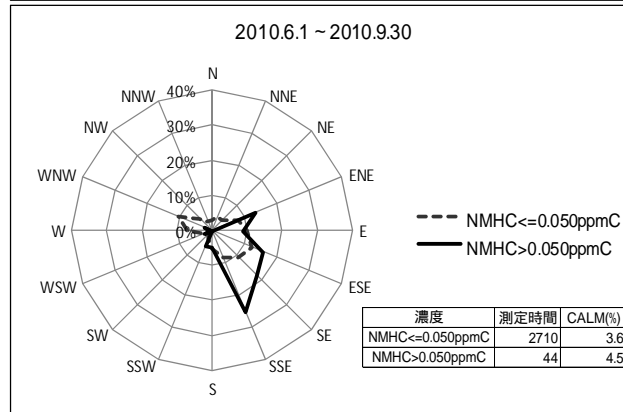 2010.6.1 ~ 2010.9.30
N
NNE
NE
ENE
E
ESE
SE
SSE
S
SSW
SW
WSW
W
WNW
NW
NNW
40%
30%
20%
10%
0%
NMHC<=0.050ppmC
NMHC>0.050ppmC
濃度 測定時間 CALM(%)
NMHC<=0.050ppmC 2710 3.6
NMHC>0.050ppmC 44 4.5